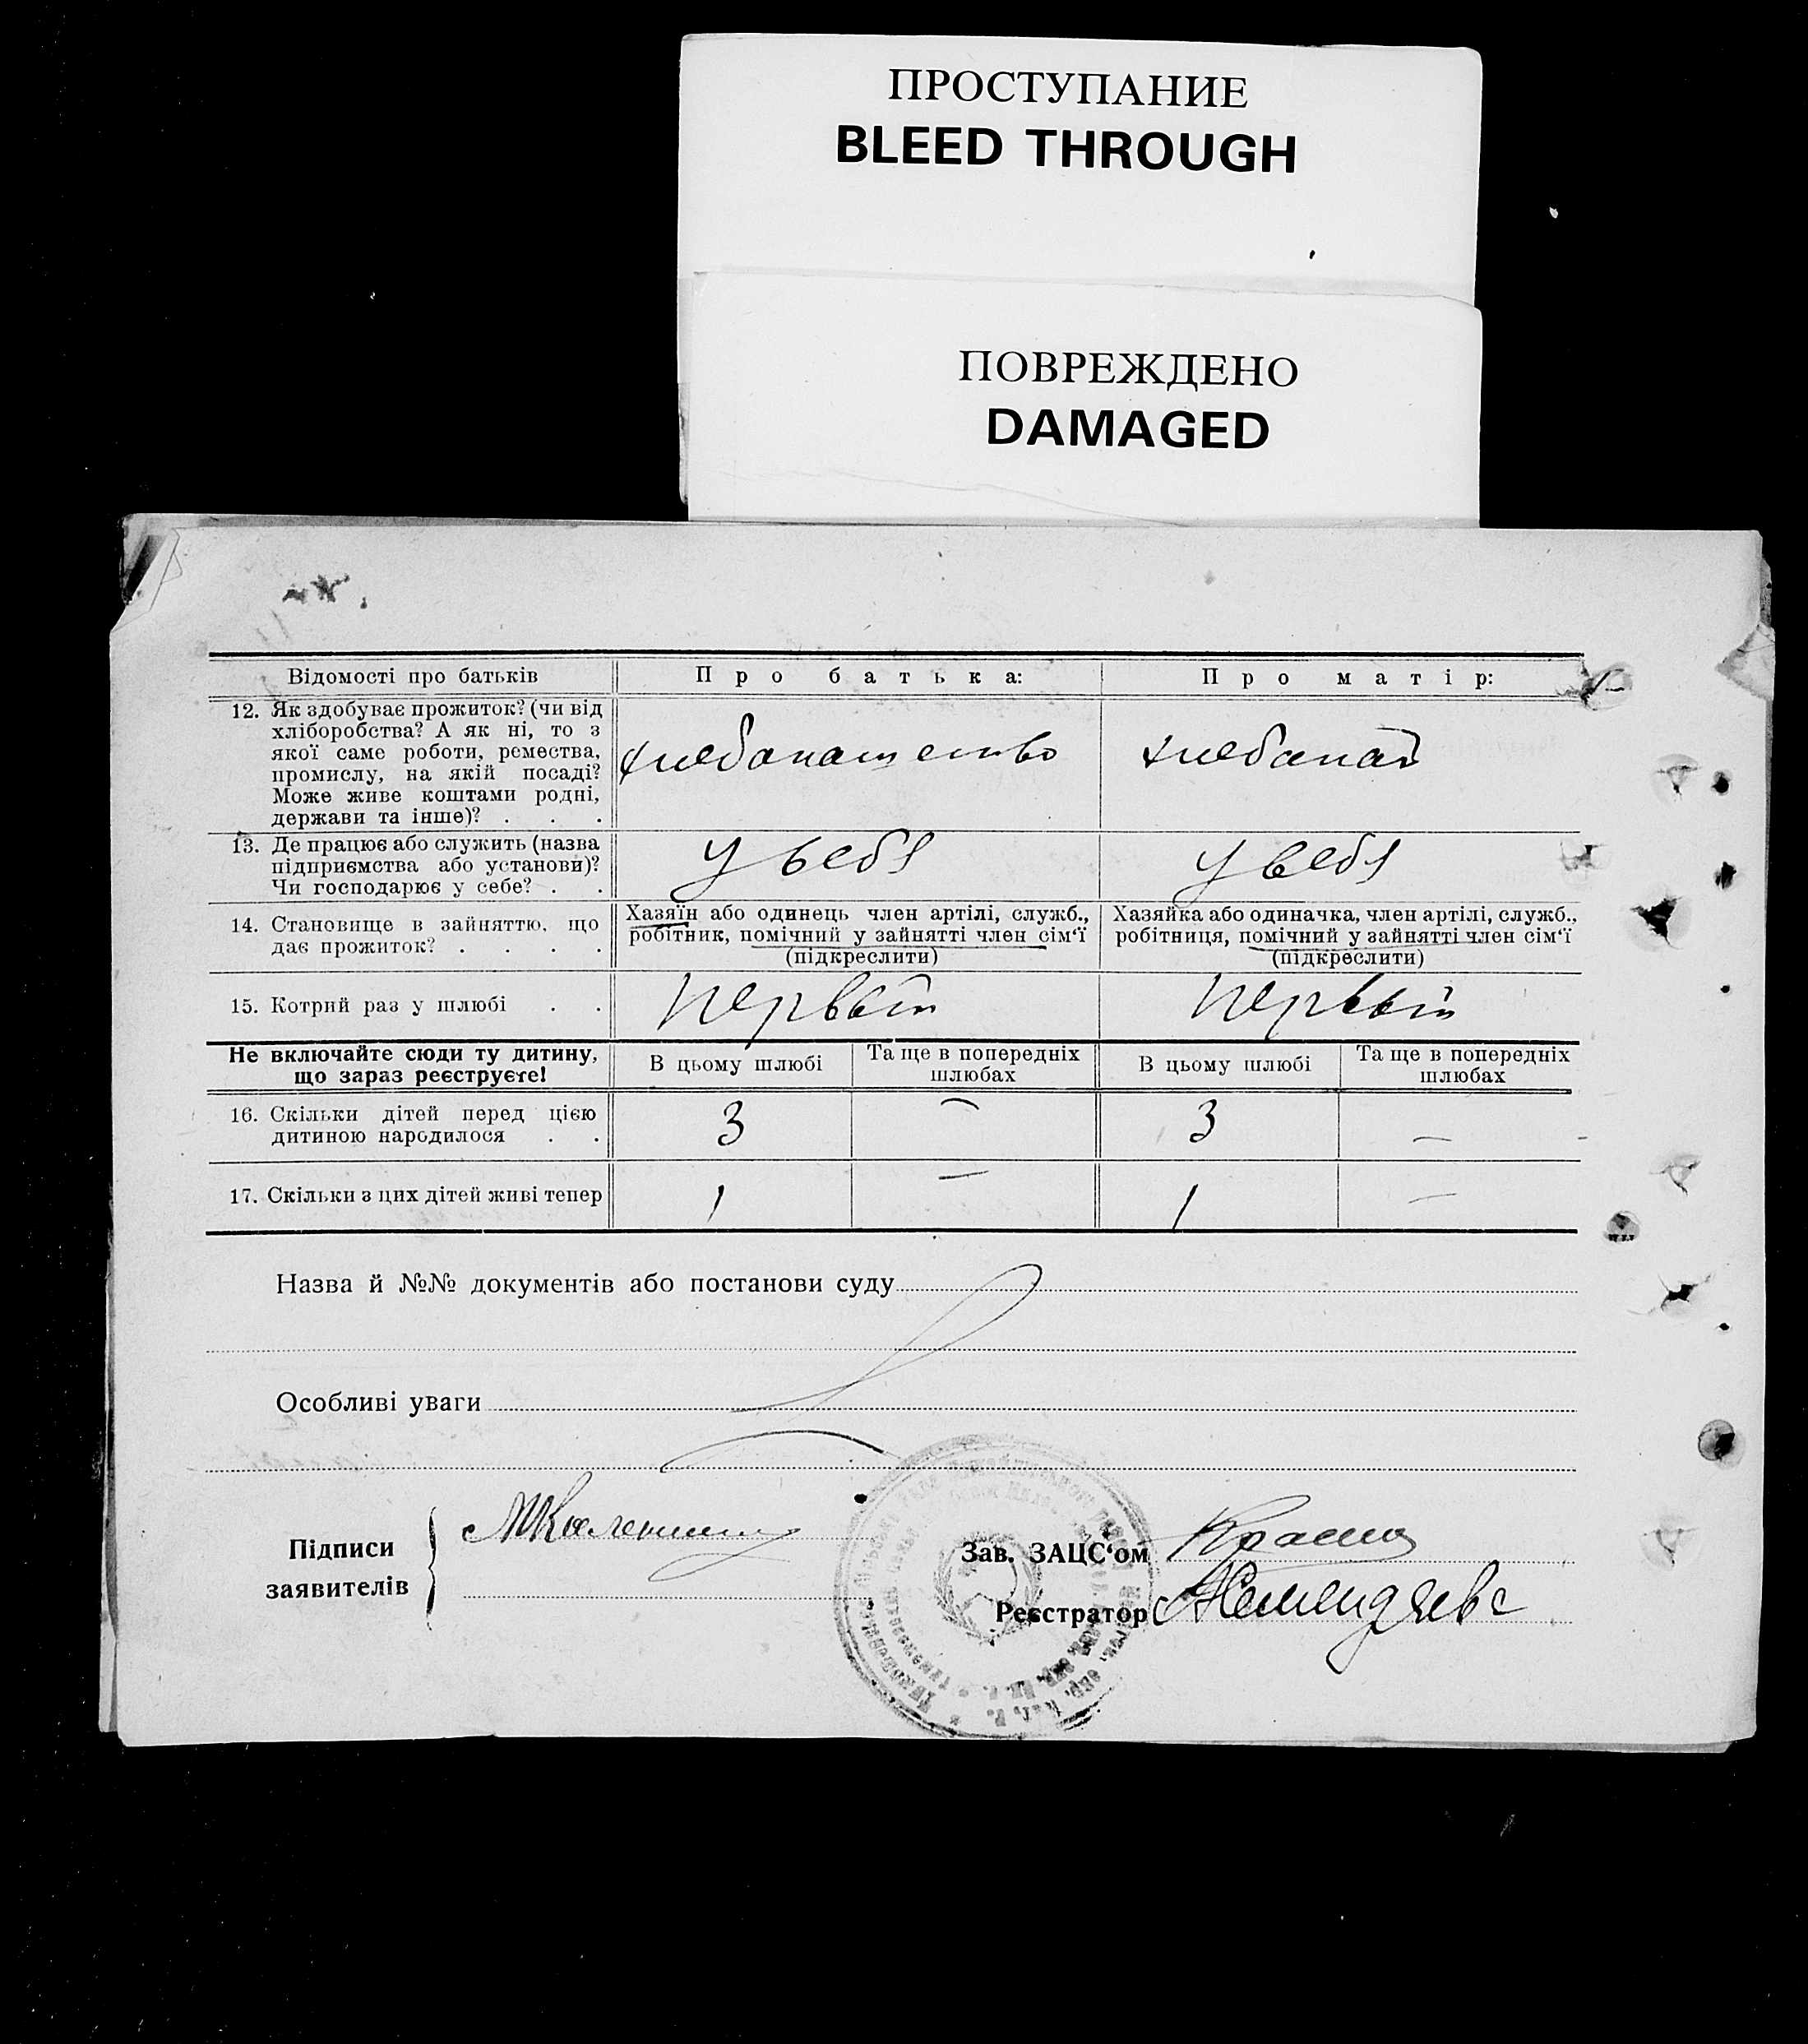 ПРОСТУПАНИЕ
BLEED THROUGH
ПОВРЕЖДЕНО
DAMAGED
Відомості про батьків
Про батька:
Про матір:
12. Як здобуває прожиток? (чи від
хліборобства? А як ні, то з
якої саме роботи, ремества,
промислу, на якій посаді?
Може живе коштами родні,
держави та інше)? . . .
хлебопашество
хлебопаш
13. Де працює або служить (назва
підприємства або установи)?
Чи господарює у себе? . .
у себя
у себя
14. Становище в зайняттю, що
дає прожиток? . . . .
Хазяїн або одинець член артілі, служб.,
робітник, помічний у зайнятті член сім‘ї
(підкреслити)
Хазяйка або одиначка, член артілі, служб.,
робітниця, помічний у зайнятті член сім‘ї
(підкреслити)
15. Котрий раз у шлюбі . .
первый
первый
Не включайте сюди ту дитину,
що зараз реєструєте!
В цьому шлюбі
Та ще в попередніх
шлюбах
В цьому шлюбі
Та ще в попередніх
шлюбах
16. Скільки дітей перед цією
дитиною народилося . .
3
—
3
—
17. Скільки з цих дітей живі тепер
1
—
1
—
Назва й №№ документів або постанови суду
Особливі уваги
Підписи
заявителів
Зав. ЗАЦС‘ом
Реєстратор